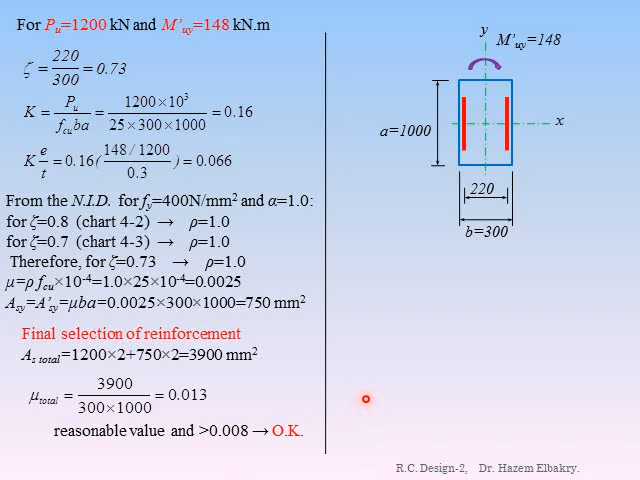 For Pu=1200 kN and M'uy=148 kN.m
ζ = 220/300 = 0.73
K = Pu/(fcu ba) = 1200×10³/(25×300×1000) = 0.16
K e/t = 0.16(148/1200 / 0.3) = 0.066
From the N.I.D. for fy=400N/mm² and α=1.0:
for ζ=0.8 (chart 4-2) → ρ=1.0
for ζ=0.7 (chart 4-3) → ρ=1.0
Therefore, for ζ=0.73 → ρ=1.0
μ=ρ fcu×10⁻⁴=1.0×25×10⁻⁴=0.0025
Asy=A'sy=μba=0.0025×300×1000=750 mm²
Final selection of reinforcement
As total=1200×2+750×2=3900 mm²
μtotal = 3900/(300×1000) = 0.013
reasonable value and >0.008 → O.K.
y
M'uy=148
a=1000
x
220
b=300
R.C. Design-2, Dr. Hazem Elbakry.